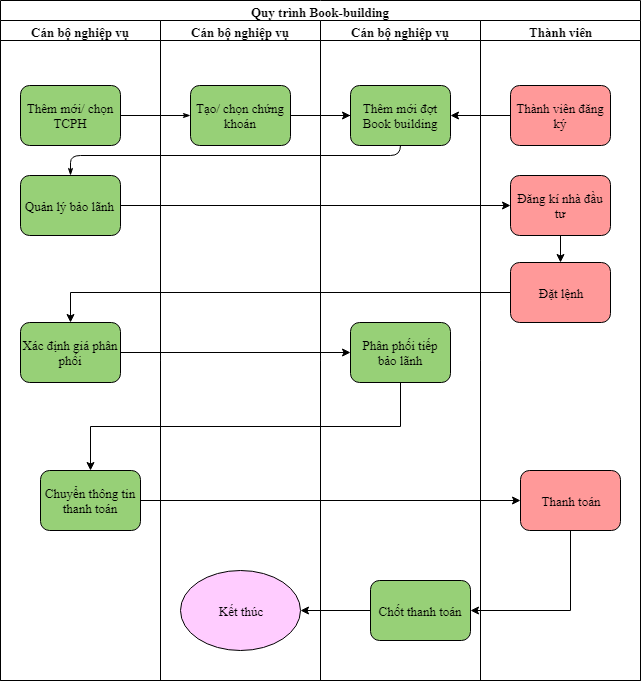 Quy trình Book-building
Cán bộ nghiệp vụ
Cán bộ nghiệp vụ
Cán bộ nghiệp vụ
Thành viên
Thêm mới/ chọn
TCPH
Tạo/ chọn chứng
khoán
Thêm mới đợt
Book building
Thành viên đăng
ký
Quản lý bảo lãnh
Đăng kí nhà đầu
tư
Đặt lệnh
Xác định giá phân
phối
Phân phối tiếp
bảo lãnh
Chuyển thông tin
thanh toán
Thanh toán
Kết thúc
Chốt thanh toán